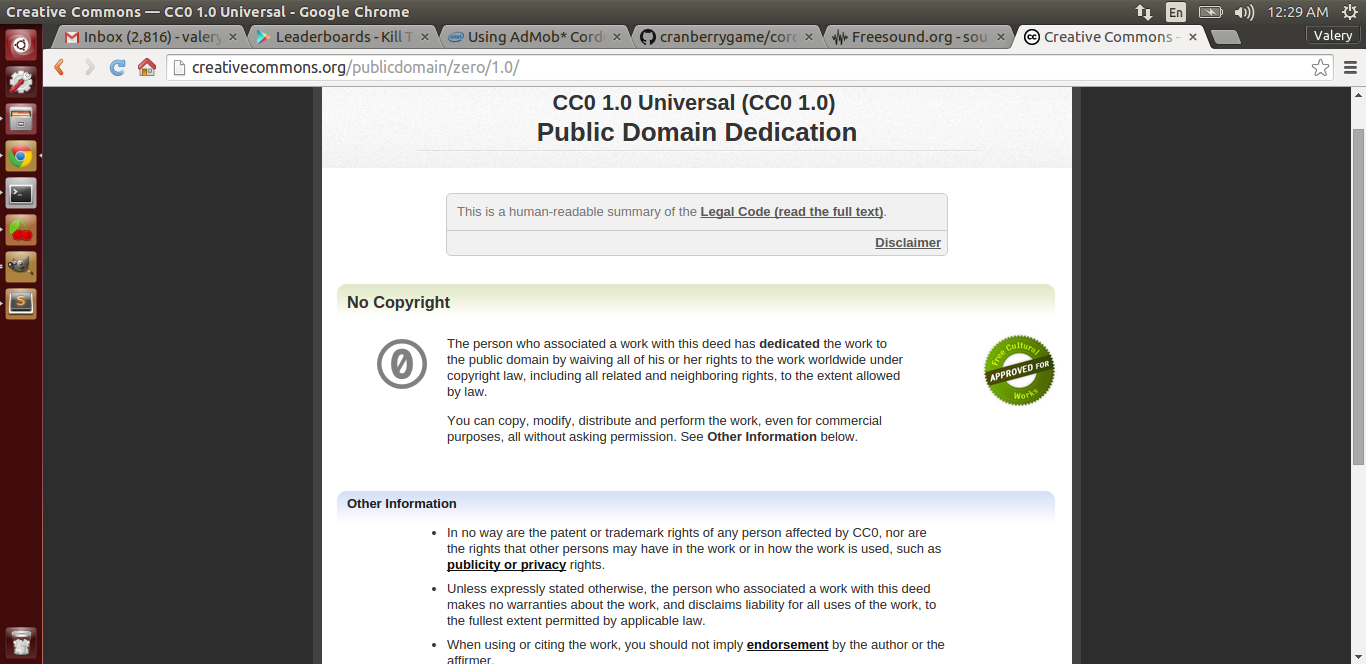 Creative Commons — CC0 1.0 Universal - Google Chrome
En
12:29 AM
Inbox (2,816) - valery
Leaderboards - Kill T
Using AdMob* Cord
cranberrygame/cord
Freesound.org - sou
Creative Commons -
Valery
creativecommons.org/publicdomain/zero/1.0/
CC0 1.0 Universal (CC0 1.0)
Public Domain Dedication
This is a human-readable summary of the Legal Code (read the full text).
Disclaimer
No Copyright
The person who associated a work with this deed has dedicated the work to
the public domain by waiving all of his or her rights to the work worldwide under
copyright law, including all related and neighboring rights, to the extent allowed
by law.
Free Cultural
APPROVED FOR
Works
You can copy, modify, distribute and perform the work, even for commercial
purposes, all without asking permission. See Other Information below.
Other Information
• In no way are the patent or trademark rights of any person affected by CC0, nor are
the rights that other persons may have in the work or in how the work is used, such as
publicity or privacy rights.
• Unless expressly stated otherwise, the person who associated a work with this deed
makes no warranties about the work, and disclaims liability for all uses of the work, to
the fullest extent permitted by applicable law.
• When using or citing the work, you should not imply endorsement by the author or the
affirmer.